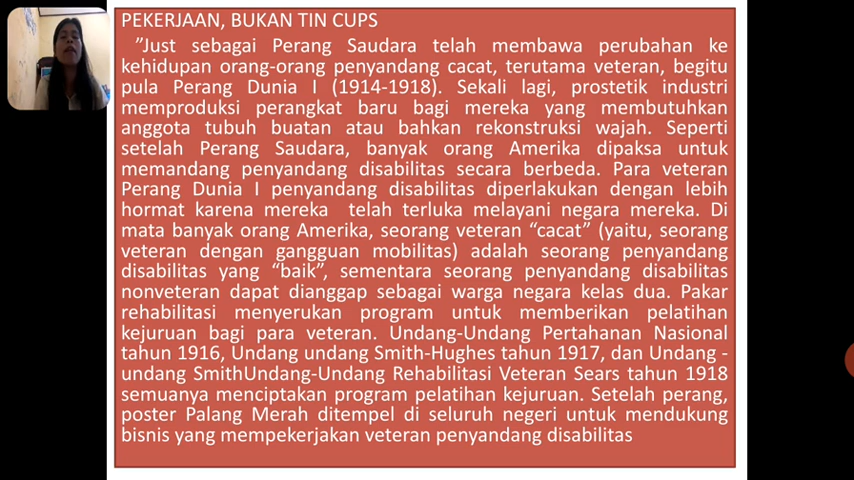 PEKERJAAN, BUKAN TIN CUPS
”Just sebagai Perang Saudara telah membawa perubahan ke
kehidupan orang-orang penyandang cacat, terutama veteran, begitu
pula Perang Dunia I (1914-1918). Sekali lagi, prostetik industri
memproduksi perangkat baru bagi mereka yang membutuhkan
anggota tubuh buatan atau bahkan rekonstruksi wajah. Seperti
setelah Perang Saudara, banyak orang Amerika dipaksa untuk
memandang penyandang disabilitas secara berbeda. Para veteran
Perang Dunia I penyandang disabilitas diperlakukan dengan lebih
hormat karena mereka telah terluka melayani negara mereka. Di
mata banyak orang Amerika, seorang veteran “cacat” (yaitu, seorang
veteran dengan gangguan mobilitas) adalah seorang penyandang
disabilitas yang “baik”, sementara seorang penyandang disabilitas
nonveteran dapat dianggap sebagai warga negara kelas dua. Pakar
rehabilitasi menyerukan program untuk memberikan pelatihan
kejuruan bagi para veteran. Undang-Undang Pertahanan Nasional
tahun 1916, Undang undang Smith-Hughes tahun 1917, dan Undang -
undang SmithUndang-Undang Rehabilitasi Veteran Sears tahun 1918
semuanya menciptakan program pelatihan kejuruan. Setelah perang,
poster Palang Merah ditempel di seluruh negeri untuk mendukung
bisnis yang mempekerjakan veteran penyandang disabilitas